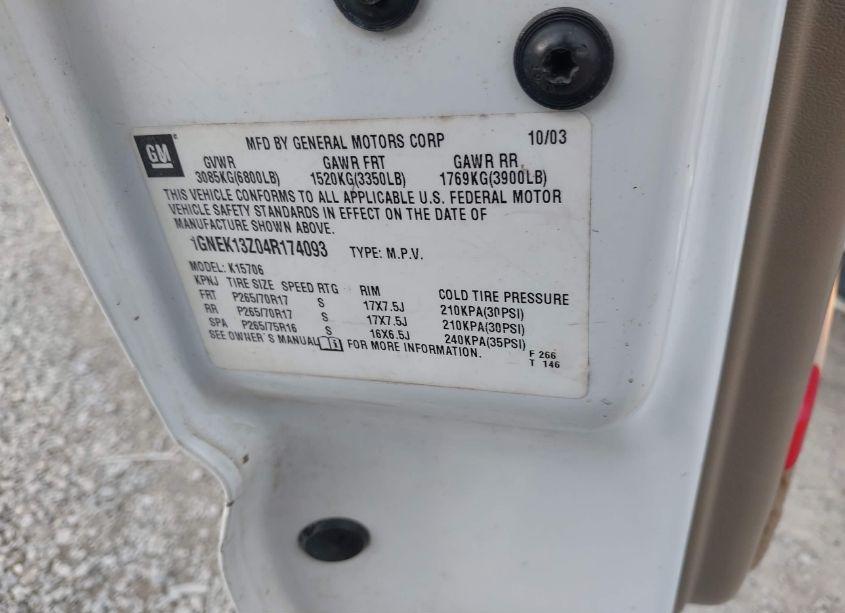 GM
MFD BY GENERAL MOTORS CORP 10/03
GVWR GAWR FRT GAWR RR
3085KG(6800LB) 1520KG(3350LB) 1769KG(3900LB)
THIS VEHICLE CONFORMS TO ALL APPLICABLE U.S. FEDERAL MOTOR
VEHICLE SAFETY STANDARDS IN EFFECT ON THE DATE OF
MANUFACTURE SHOWN ABOVE.
1GNEK13Z04R174093 TYPE: M.P.V.
MODEL: K15706
KPNJ TIRE SIZE SPEED RTG RIM COLD TIRE PRESSURE
FRT P265/70R17 S 17X7.5J 210KPA(30PSI)
RR P265/70R17 S 17X7.5J 210KPA(30PSI)
SPA P265/75R16 S 16X6.5J 240KPA(35PSI)
SEE OWNER'S MANUAL FOR MORE INFORMATION.
F 266
T 146